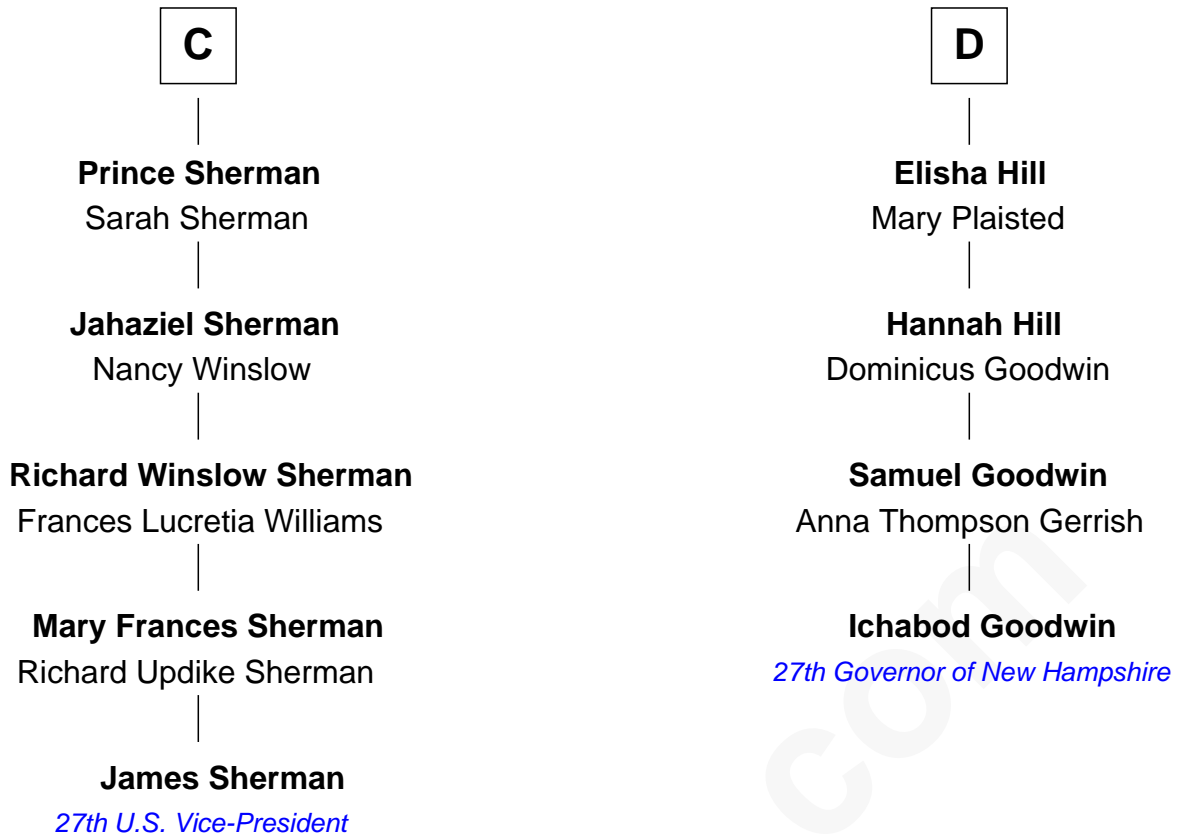 C
Prince Sherman
Sarah Sherman
Jahaziel Sherman
Nancy Winslow
Richard Winslow Sherman
Frances Lucretia Williams
Mary Frances Sherman
Richard Updike Sherman
James Sherman
27th U.S. Vice-President
D
Elisha Hill
Mary Plaisted
Hannah Hill
Dominicus Goodwin
Samuel Goodwin
Anna Thompson Gerrish
Ichabod Goodwin
27th Governor of New Hampshire
com